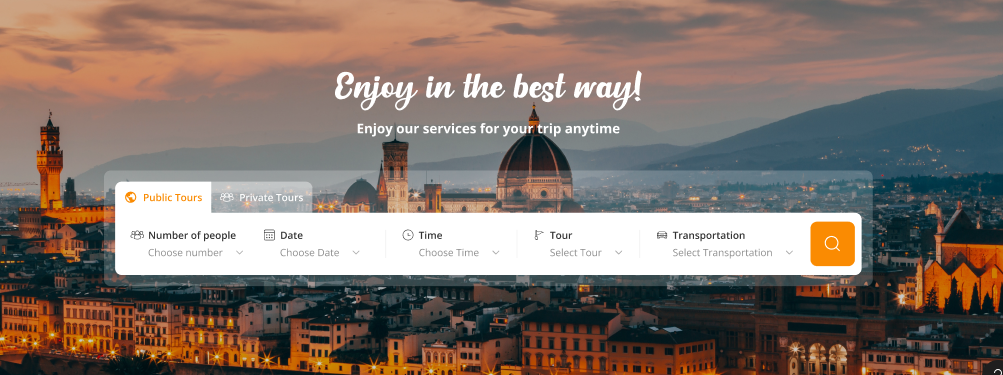 Enjoy in the best way!
Enjoy our services for your trip anytime
Public Tours
Private Tours
Number of people
Choose number
Date
Choose Date
Time
Choose Time
Tour
Select Tour
Transportation
Select Transportation